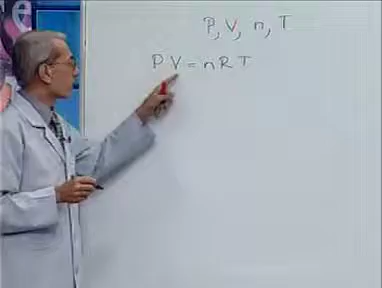 P, V, n, T
PV = nRT